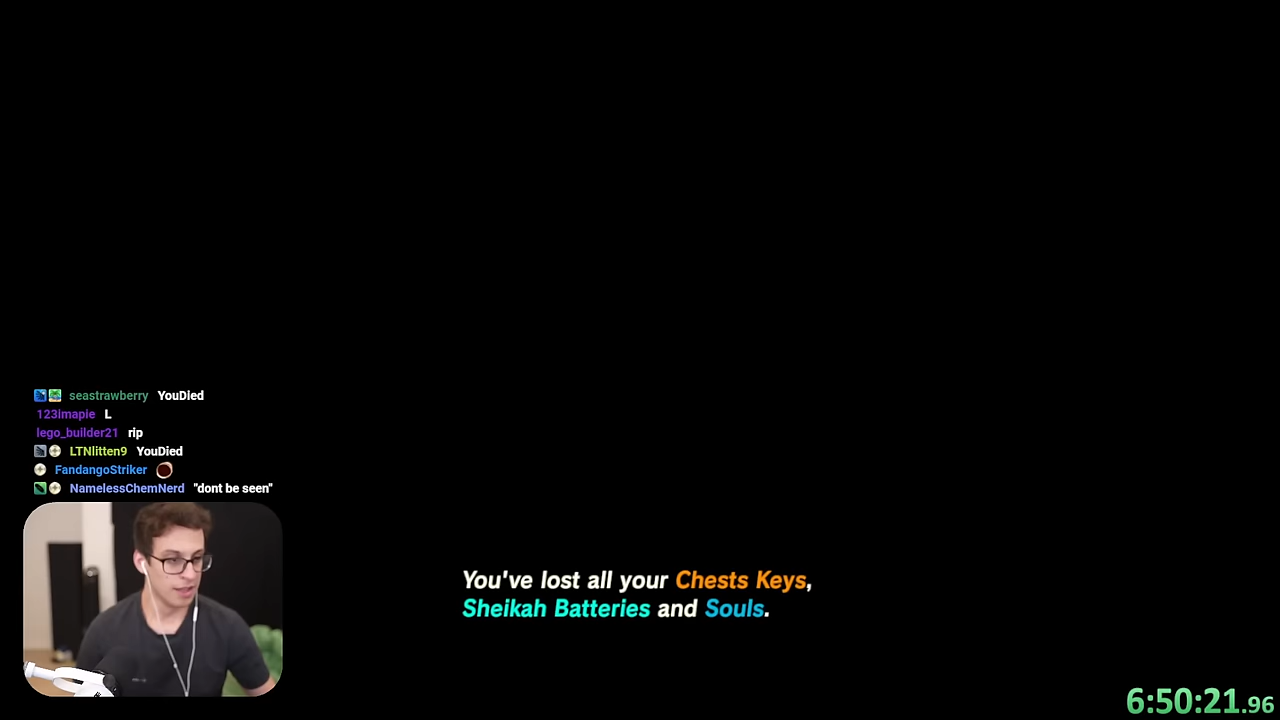 seastrawberry YouDied
123imapie L
lego_builder21 rip
LTNlitten9 YouDied
FandangoStriker
NamelessChemNerd "dont be seen"
You've lost all your Chests Keys,
Sheikah Batteries and Souls.
6:50:21.96